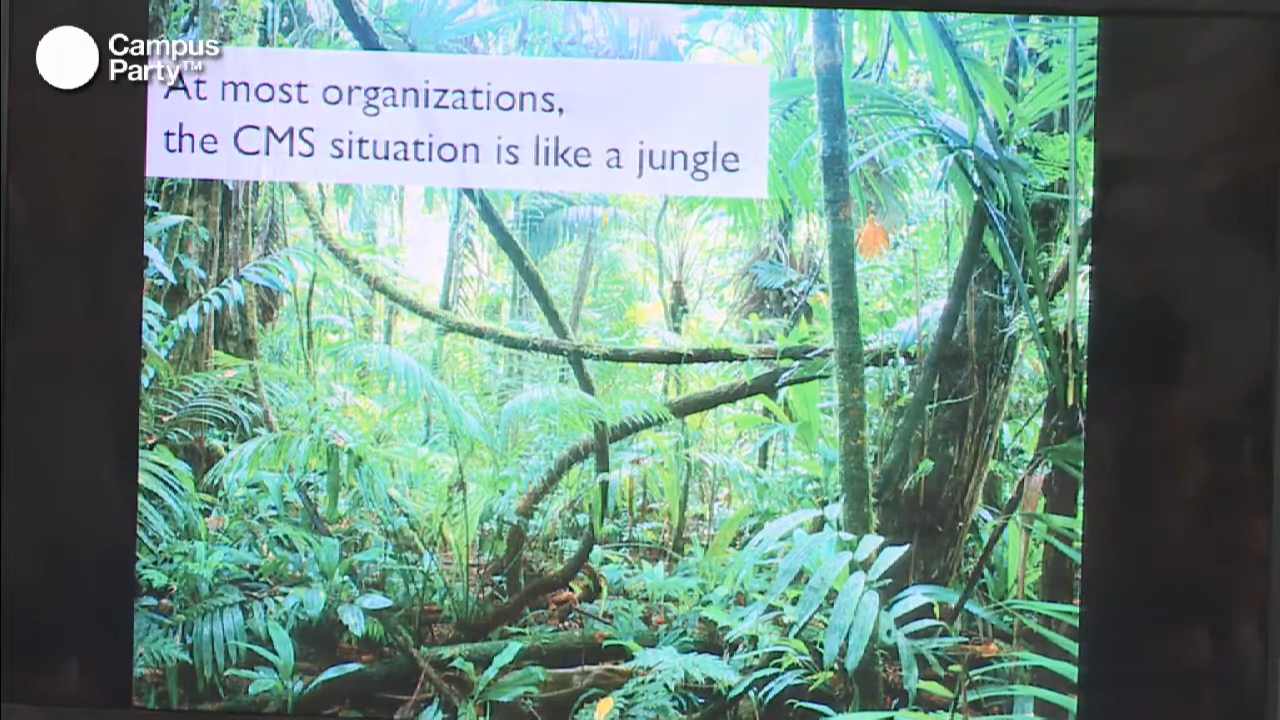 Campus
Party™
At most organizations,
the CMS situation is like a jungle